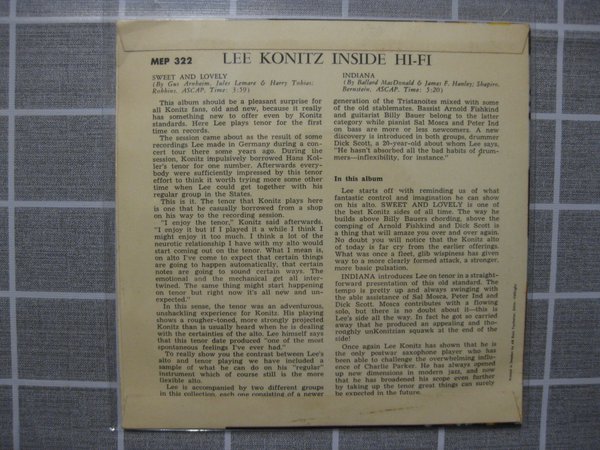 MEP 322
LEE KONITZ INSIDE HI-FI
SWEET AND LOVELY
(By Gus Arnheim, Jules Lemare & Harry Tobias;
Robbins, ASCAP. Time: 3:59)
This album should be a pleasant surprise for
all Konitz fans, old and new, because it really
has something new to offer even by Konitz
standards. Here Lee plays tenor for the first
time on records.
The session came about as the result of some
recordings Lee made in Germany during a con-
cert tour there some years ago. During the
session, Konitz impulsively borrowed Hans Kol-
ler's tenor for one number. Afterwards every-
body were sufficiently impressed by this tenor
effort to think it worth trying more some other
time when Lee could get together with his
regular group in the States.
This is it. The tenor that Konitz plays here
is one that he casually borrowed from a shop
on his way to the recording session.
"I enjoy the tenor," Konitz said afterwards.
"I enjoy it but if I played it a while I think I
might enjoy it too much. I think a lot of the
neurotic relationship I have with my alto would
start coming out on the tenor. What I mean is,
on alto I've come to expect that certain things
are going to happen automatically, that certain
notes are going to sound certain ways. The
emotional and the mechanical get all inter-
twined. The same thing might start happening
on tenor but right now it's all new and un-
expected."
In this sense, the tenor was an adventurous,
unshackling experience for Konitz. His playing
shows a rougher-toned, more strongly projected
Konitz than is usually heard when he is dealing
with the certainties of the alto. Lee himself says
that this tenor date produced "one of the most
spontaneous feelings I've ever had."
To really show you the contrast between Lee's
alto and tenor playing we have included a
sample of what he can do on his "regular"
instrument which of course still is the more
flexible alto.
Lee is accompanied by two different groups
in this collection, each one consisting of a newer
INDIANA
(By Ballard MacDonald & James F. Hanley; Shapiro,
Bernstein, ASCAP. Time: 5:20)
generation of the Tristanoites mixed with some
of the old stablemates. Bassist Arnold Fishkind
and guitarist Billy Bauer belong to the latter
category while pianist Sal Mosca and Peter Ind
on bass are more or less newcomers. A new
discovery is introduced in both groups, drummer
Dick Scott, a 20-year-old about whom Lee says,
"He hasn't absorbed all the bad habits of drum-
mers—inflexibility, for instance."
In this album
Lee starts off with reminding us of what
fantastic control and imagination he can show
on his alto. SWEET AND LOVELY is one of
the best Konitz sides of all time. The way he
builds above Billy Bauers chording, above the
comping of Arnold Fishkind and Dick Scott is
a thing that will amaze you over and over again.
No doubt you will notice that the Konitz alto
of today is far cry from the earlier offerings.
What was once a fleet, glib wispiness has given
way to a more clearly formed attack, a stronger,
more basic pulsation.
INDIANA introduces Lee on tenor in a straight-
forward presentation of this old standard. The
tempo is pretty up and always swinging with
the able assistance of Sal Mosca, Peter Ind and
Dick Scott. Mosca contributes with a flowing
solo, but there is no doubt about it—this is
Lee's side all the way. In fact he got so carried
away that he produced an appealing and tho-
roughly unKonitzian squawk at the end of the
side!
Once again Lee Konitz has shown that he is
the only postwar saxophone player who has
been able to challenge the overwhelming influ-
ence of Charlie Parker. He has always opened
up new dimensions in modern jazz, and now
that he has broadened his scope even further
by taking up the tenor great things can surely
be expected in the future.